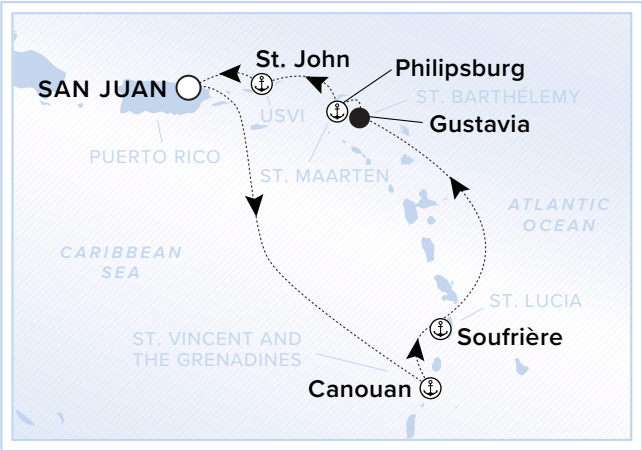 St. John
Philipsburg
SAN JUAN
ST. BARTHÉLEMY
USVI
Gustavia
PUERTO RICO
ST. MAARTEN
ATLANTIC
OCEAN
CARIBBEAN
SEA
ST. LUCIA
ST. VINCENT AND
THE GRENADINES
Soufrière
Canouan